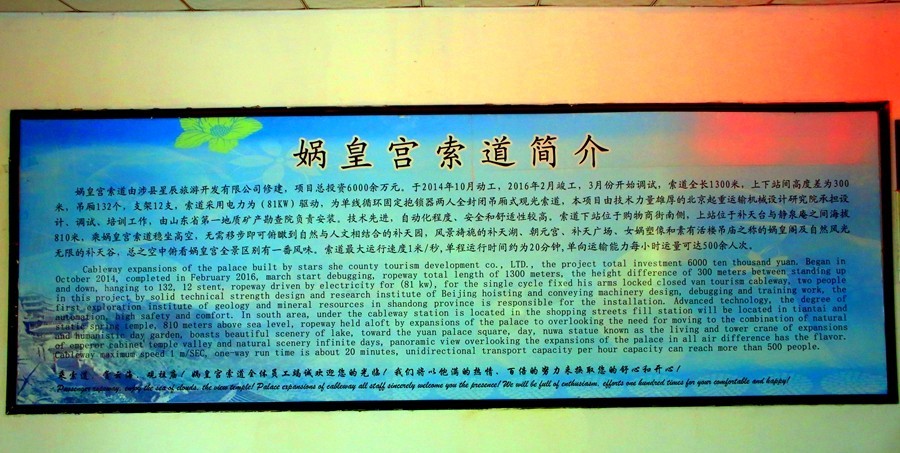 娲皇宫索道简介
娲皇宫索道由涉县星辰旅游开发有限公司修建，项目总投资6000余万元。于2014年10月动工，2016年2月竣工，3月份开始调试，索道全长1300米，上下站间高度差为300
米，吊厢132个，支架12支。索道采用电力为（81KW）驱动，为单线循环固定抱锁器两人全封闭吊厢式观光索道，本项目由技术力量雄厚的北京起重运输机械设计研究院承担设
计、调试、培训工作，由山东省第一地质矿产勘查院负责安装。技术先进，自动化程度、安全和舒适性较高。索道下站位于购物商街南侧，上站位于补天台与静泉庵之间海拔
810米。乘娲皇宫索道稳坐高空，无需移步即可俯瞰到自然与人文相结合的补天园，风景绮旎的补天湖、朝元宫、补天广场、女娲塑像和素有活楼吊庙之称的娲皇阁及自然风光
无限的补天谷，总之空中俯看娲皇宫全景区别有一番风味。索道最大运行速度1米/秒，单程运行时间约为20分钟，单向运输能力每小时运量可达500余人次。
Cableway expansions of the palace built by stars she county tourism development co., LTD., the project total investment 6000 ten thousand yuan. Began in
October 2014, completed in February 2016, march start debugging, ropeway total length of 1300 meters, the height difference of 300 meters between standing up
and down, hanging to 132, 12 stent, ropeway driven by electricity for (81 kw), for the single cycle fixed his arms locked closed van tourism cableway, two people
in this project by solid technical strength design and research institute of Beijing hoisting and conveying machinery design, debugging and training work, the
first exploration institute of geology and mineral resources in shandong province is responsible for the installation. Advanced technology, the degree of
automation, high safety and comfort. In south area, under the cableway station is located in the shopping streets fill station will be located in tiantai and
static spring temple, 810 meters above sea level, ropeway held aloft by expansions of the palace to overlooking the need for moving to the combination of natural
and humanistic day garden, boasts beautiful scenery of lake, toward the yuan palace square, day, nuwa statue known as the living and tower crane of expansions
of emperor cabinet temple valley and natural scenery infinite days, panoramic view overlooking the expansions of the palace in all air difference has the flavor.
Cableway maximum speed 1 m/SEC, one-way run time is about 20 minutes, unidirectional transport capacity per hour capacity can reach more than 500 people.
索道 云海、 娲皇宫索道全体员工竭诚欢迎您的光临！我们将以饱满的热情、百倍的努力来换取您的舒心和开心！
enjoy the sea of clouds, the view temple! Palace expansions of cableway all staff sincerely welcome you the presence! We will be full of enthusiasm, efforts one hundred times for your comfortable and happy!